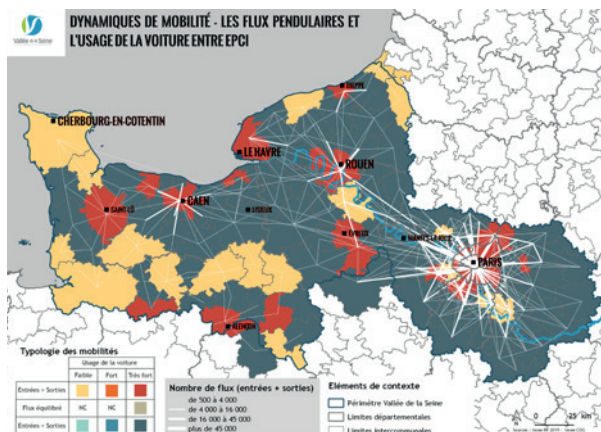 DYNAMIQUES DE MOBILITÉ - LES FLUX PENDULAIRES ET
L'USAGE DE LA VOITURE ENTRE EPCI
Vallée de la Seine
DIEPPE
CHERBOURG-EN-COTENTIN
LE HAVRE
ROUEN
CAEN
SAINT-LÔ
LISIEUX
EVREUX
MANTES-LA-JOLIE
PARIS
ALENÇON
Typologie des mobilités
Usage de la voiture
Faible Fort Très fort
Entrées < Sorties
Flux équilibré NC NC
Entrées > Sorties
Nombre de flux (entrées + sorties)
de 500 à 4 000
de 4 000 à 16 000
de 16 000 à 45 000
plus de 45 000
Eléments de contexte
Périmètre Vallée de la Seine
Limites départementales
Limites intercommunales
0 25 km